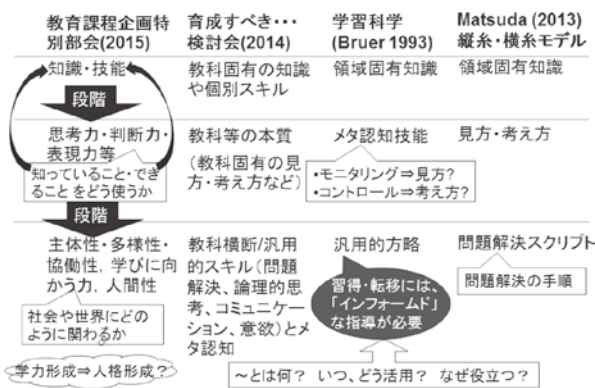 教育課程企画特
別部会(2015)
育成すべき・・・
検討会(2014)
学習科学
(Bruer 1993)
Matsuda (2013)
縦糸・横糸モデル
知識・技能
教科固有の知識
や個別スキル
領域固有知識
領域固有知識
段階
思考力・判断力・
表現力等
知っていること・でき
ることをどう使うか
教科等の本質
(教科固有の見
方・考え方など)
メタ認知技能
・モニタリング⇒見方?
・コントロール⇒考え方?
見方・考え方
段階
主体性・多様性・
協働性, 学びに向
かう力, 人間性
社会や世界にどの
ように関わるか
学力形成⇒人格形成?
教科横断/汎用
的スキル(問題
解決、論理的思
考、コミュニケー
ション、意欲)とメ
タ認知
汎用的方略
習得・転移には、
「インフォームド」
な指導が必要
問題解決スクリプト
問題解決の手順
～とは何? いつ、どう活用? なぜ役立つ?